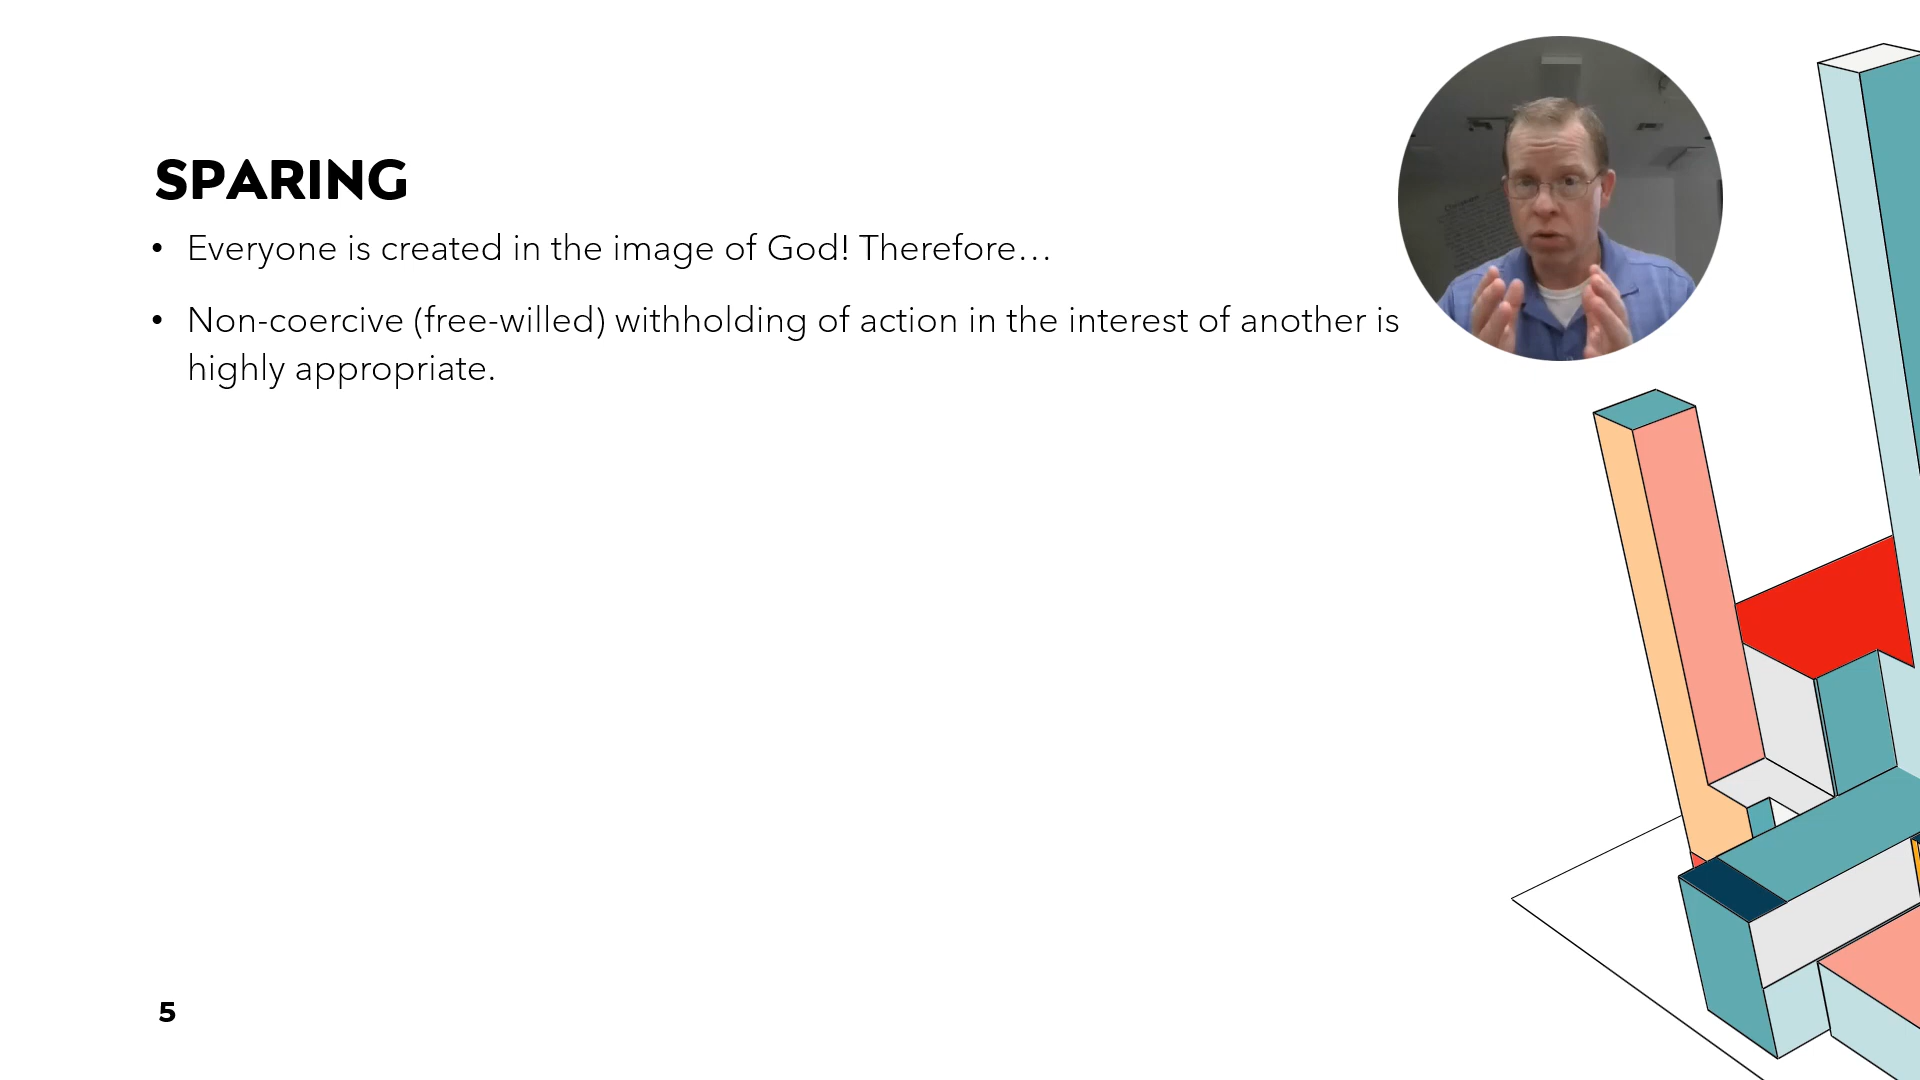 SPARING
• Everyone is created in the image of God! Therefore…
• Non-coercive (free-willed) withholding of action in the interest of another is
highly appropriate.
5